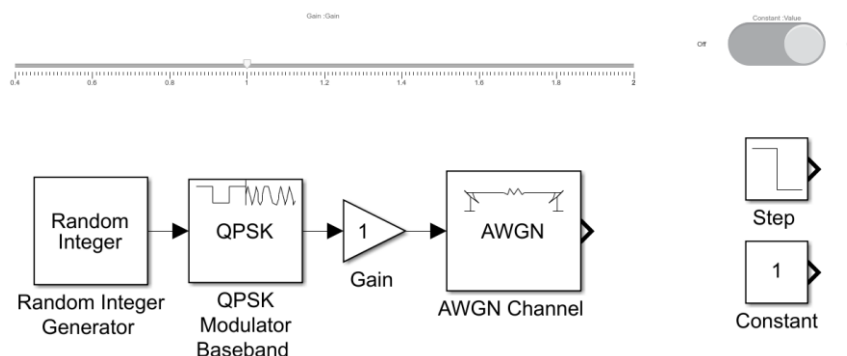 Gain :Gain
Constant :Value
Off
0.4 0.6 0.8 1 1.2 1.4 1.6 1.8 2
Random
Integer
QPSK
1
AWGN
Step
1
Constant
Random Integer
Generator
QPSK
Modulator
Baseband
Gain
AWGN Channel